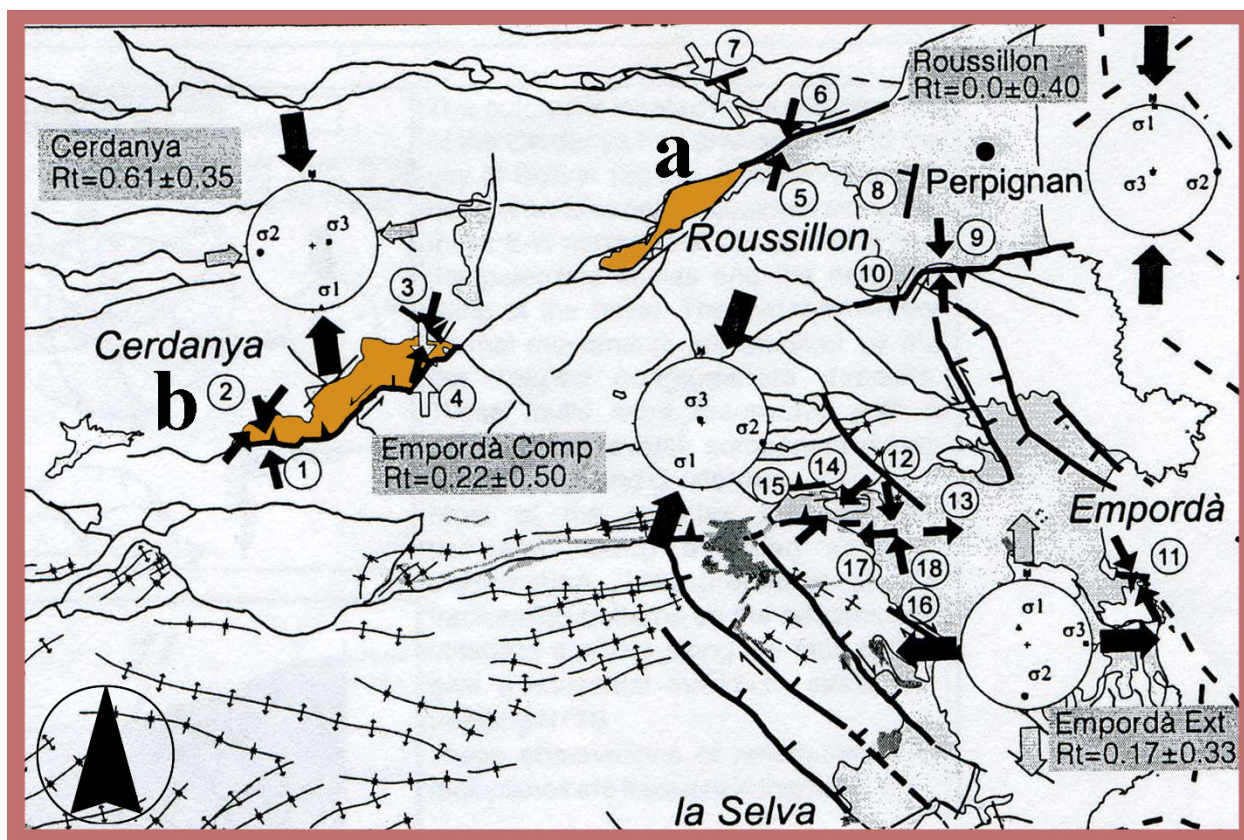 7
Roussillon
Rt=0.0±0.40
6
σ1
Cerdanya
Rt=0.61±0.35
a
5
8
Perpignan
σ3
σ2
σ2
σ3
σ1
Roussillon
9
10
3
Cerdanya
b
2
4
1
σ3
σ2
σ1
Empordà Comp
Rt=0.22±0.50
15
14
12
13
Empordà
11
17
18
16
σ1
σ3
σ2
Empordà Ext
Rt=0.17±0.33
la Selva